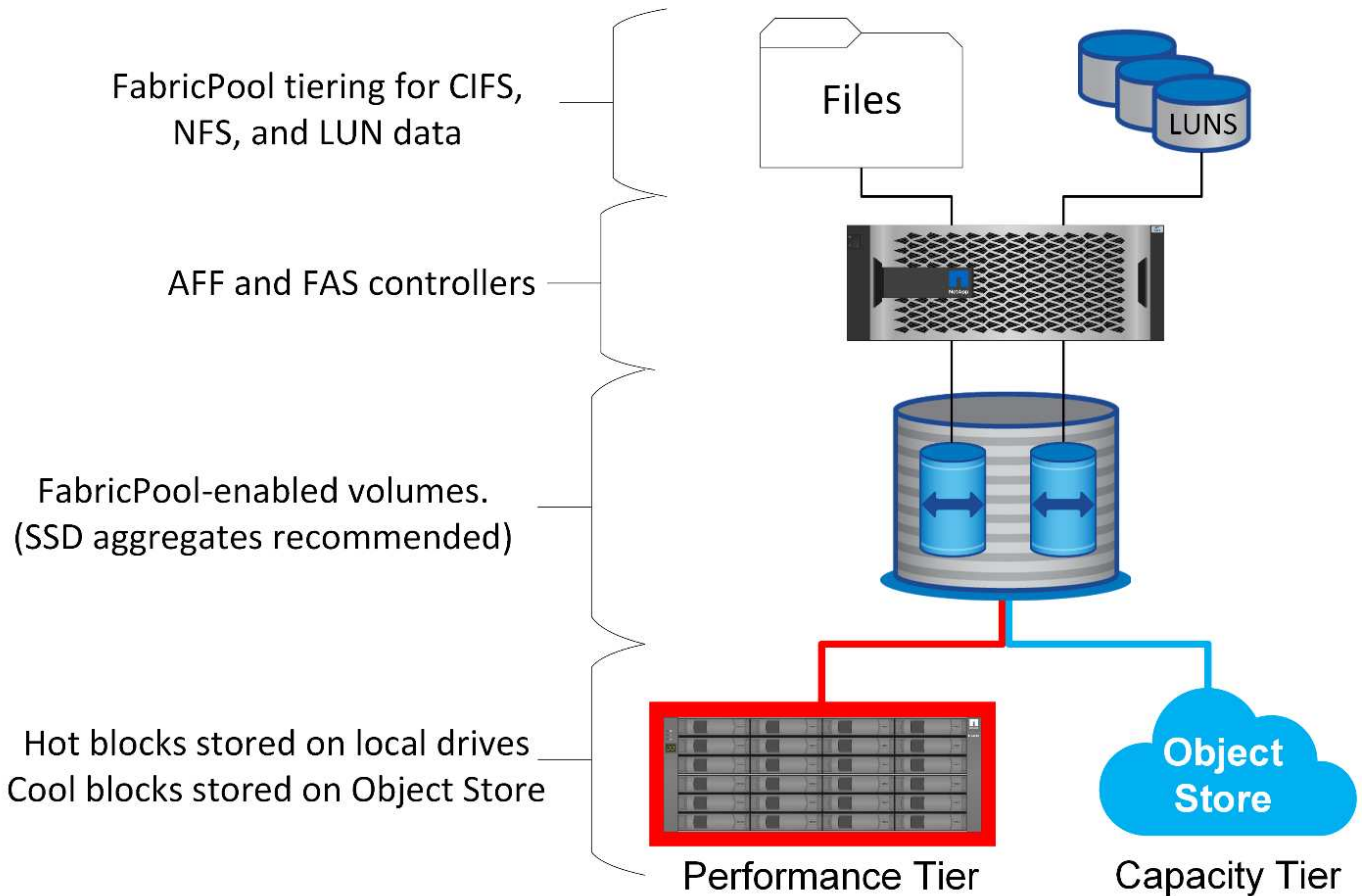 FabricPool tiering for CIFS,
NFS, and LUN data
Files
LUNS
AFF and FAS controllers
NetApp
FabricPool-enabled volumes.
(SSD aggregates recommended)
Hot blocks stored on local drives
Cool blocks stored on Object Store
Object
Store
Performance Tier
Capacity Tier